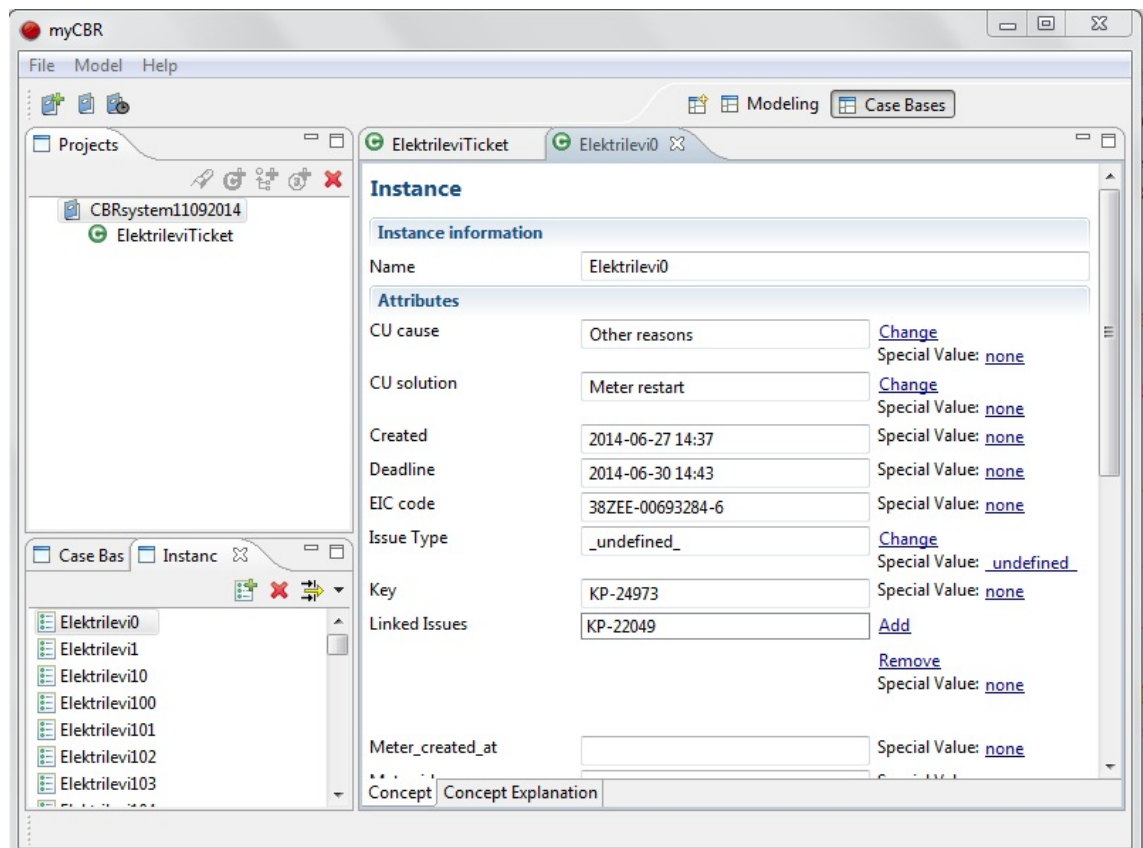 myCBR
File Model Help
Modeling Case Bases
Projects
CBRsystem11092014
ElektrileviTicket
Case Bas Instanc
Elektrilevi0
Elektrilevi1
Elektrilevi10
Elektrilevi100
Elektrilevi101
Elektrilevi102
Elektrilevi103
ElektrileviTicket Elektrilevi0
Instance
Instance information
Name Elektrilevi0
Attributes
CU cause Other reasons Change
Special Value: none
CU solution Meter restart Change
Special Value: none
Created 2014-06-27 14:37 Special Value: none
Deadline 2014-06-30 14:43 Special Value: none
EIC code 38ZEE-00693284-6 Special Value: none
Issue Type _undefined_ Change
Special Value: _undefined_
Key KP-24973 Special Value: none
Linked Issues KP-22049 Add
Remove
Special Value: none
Meter_created_at Special Value: none
Concept Concept Explanation